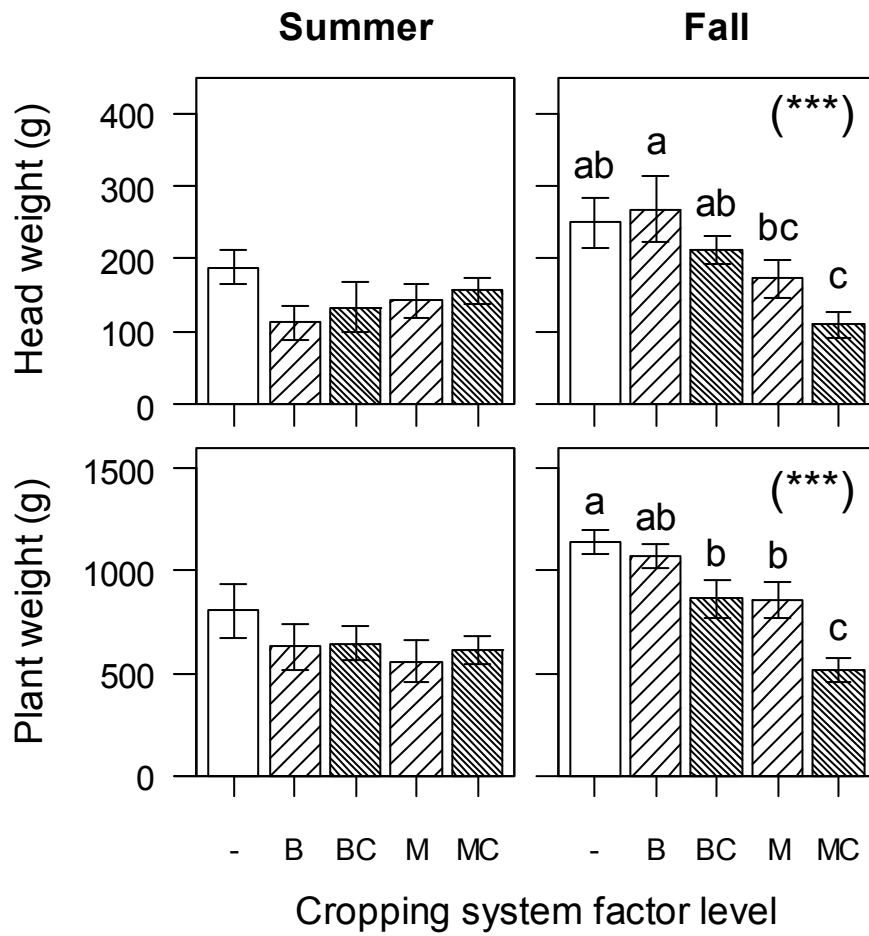 Summer Fall
Head weight (g)
400
300
200
100
0
(***)
ab a ab bc c
Plant weight (g)
1500
1000
500
0
(***)
a ab b b c
- B BC M MC - B BC M MC
Cropping system factor level